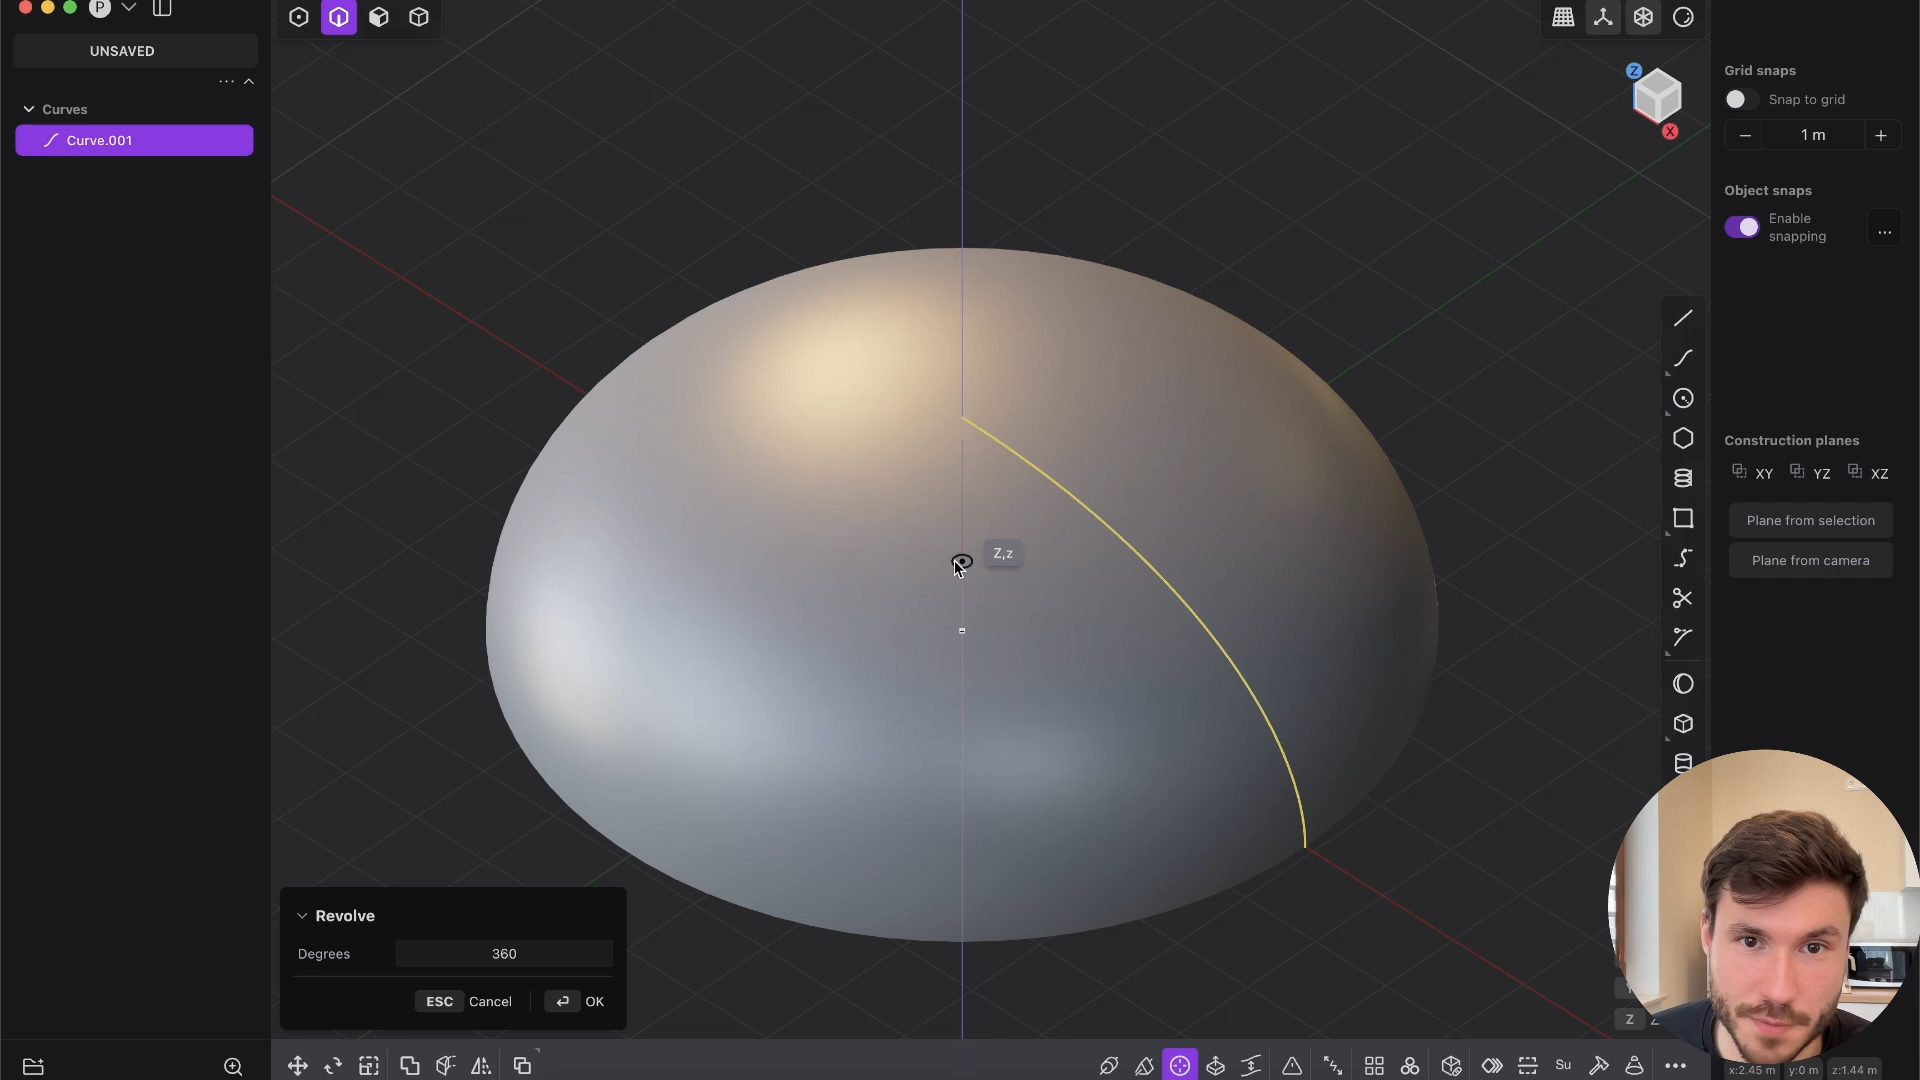 P
UNSAVED
Curves
Curve.001
Z
X
Grid snaps
Snap to grid
1 m
Object snaps
Enable
snapping
...
Construction planes
XY
YZ
XZ
Plane from selection
Plane from camera
Z,z
Revolve
Degrees
360
ESC Cancel
OK
Z
Su
x:2.45 m
y:0 m
z:1.44 m